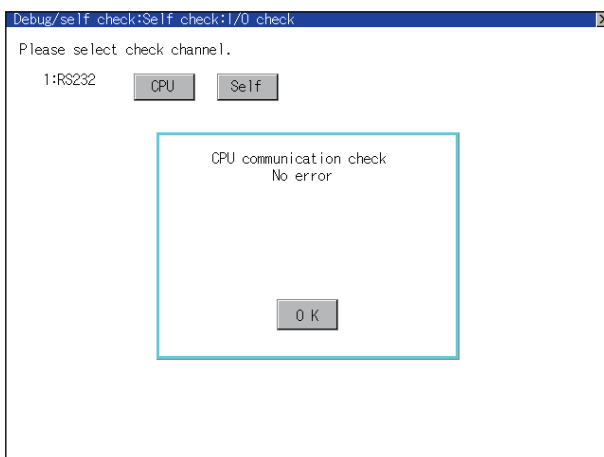 Debug/self check:Self check:I/O check
Please select check channel.
1:RS232 CPU Self
CPU communication check
No error
O K